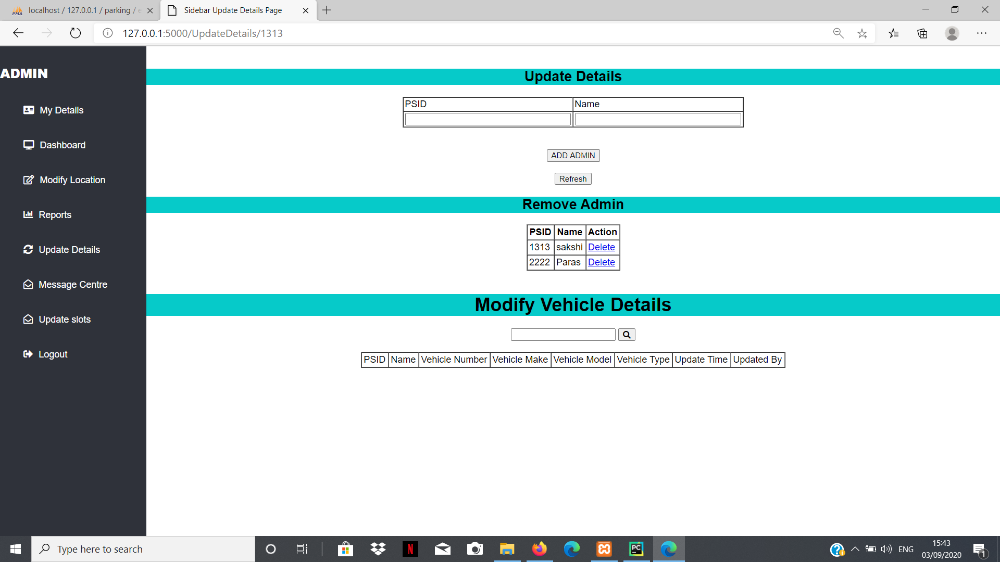 localhost / 127.0.0.1 / parking / e
Sidebar Update Details Page
127.0.0.1:5000/UpdateDetails/1313
ADMIN
My Details
Dashboard
Modify Location
Reports
Update Details
Message Centre
Update slots
Logout
Update Details
PSID Name
ADD ADMIN
Refresh
Remove Admin
PSID Name Action
1313 sakshi Delete
2222 Paras Delete
Modify Vehicle Details
PSID Name Vehicle Number Vehicle Make Vehicle Model Vehicle Type Update Time Updated By
Type here to search
N
PC
ENG
15:43
03/09/2020
1